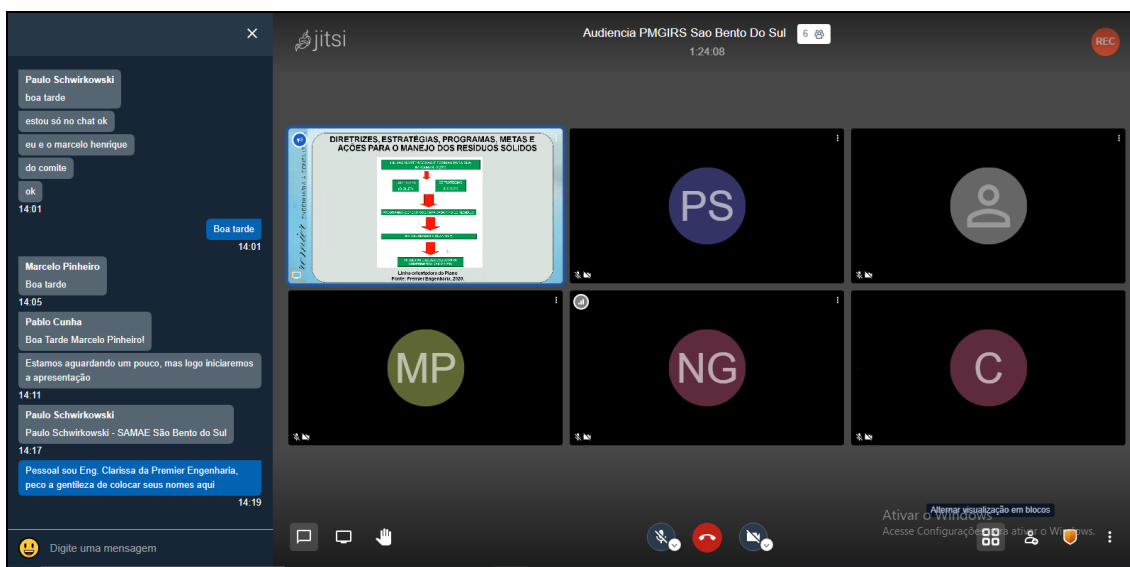 Paulo Schwirkowski
boa tarde
estou só no chat ok
eu e o marcelo henrique
do comite
ok
14:01
Boa tarde
14:01
Marcelo Pinheiro
Boa tarde
14:05
Pablo Cunha
Boa Tarde Marcelo Pinheiro!
Estamos aguardando um pouco, mas logo iniciaremos
a apresentação
14:11
Paulo Schwirkowski
Paulo Schwirkowski - SAMAE São Bento do Sul
14:17
Pessoal sou Eng. Clarissa da Premier Engenharia,
peco a gentileza de colocar seus nomes aqui
14:19
Digite uma mensagem
jitsi
Audiencia PMGIRS Sao Bento Do Sul 6
1:24:08
REC
DIRETRIZES, ESTRATÉGIAS, PROGRAMAS, METAS E
AÇÕES PARA O MANEJO DOS RESÍDUOS SÓLIDOS
Linha orientadora do Plano
Fonte: Premier Engenharia, 2020.
PS
MP
NG
C
Alternar visualização em blocos
Ativar o Windows
Acesse Configurações para ativar o Windows.